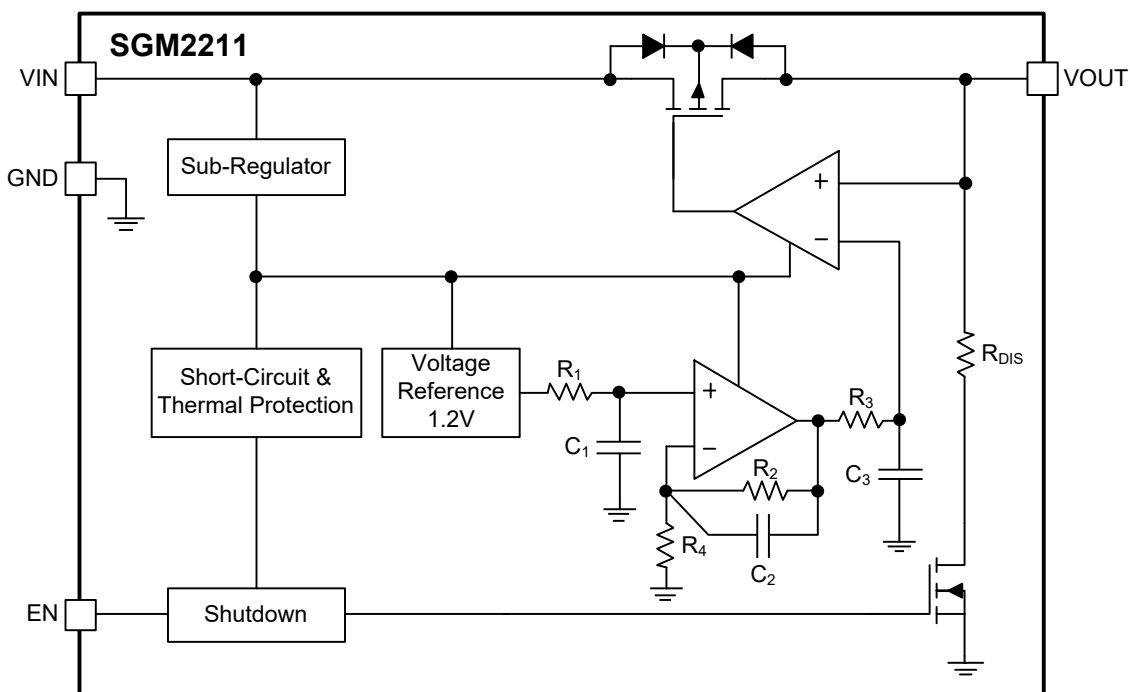 SGM2211
VIN
VOUT
GND
Sub-Regulator
+
−
Short-Circuit &
Thermal Protection
Voltage
Reference
1.2V
R1
C1
+
−
R2
C2
R4
R3
C3
RDIS
EN
Shutdown